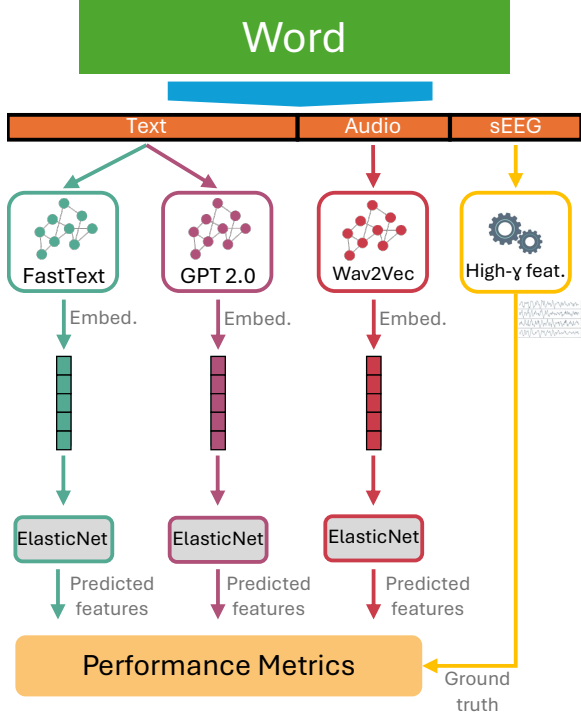 Word
Text Audio sEEG
FastText GPT 2.0 Wav2Vec High-ɣ feat.
Embed. Embed. Embed.
ElasticNet ElasticNet ElasticNet
Predicted features Predicted features Predicted features
Performance Metrics
Ground truth